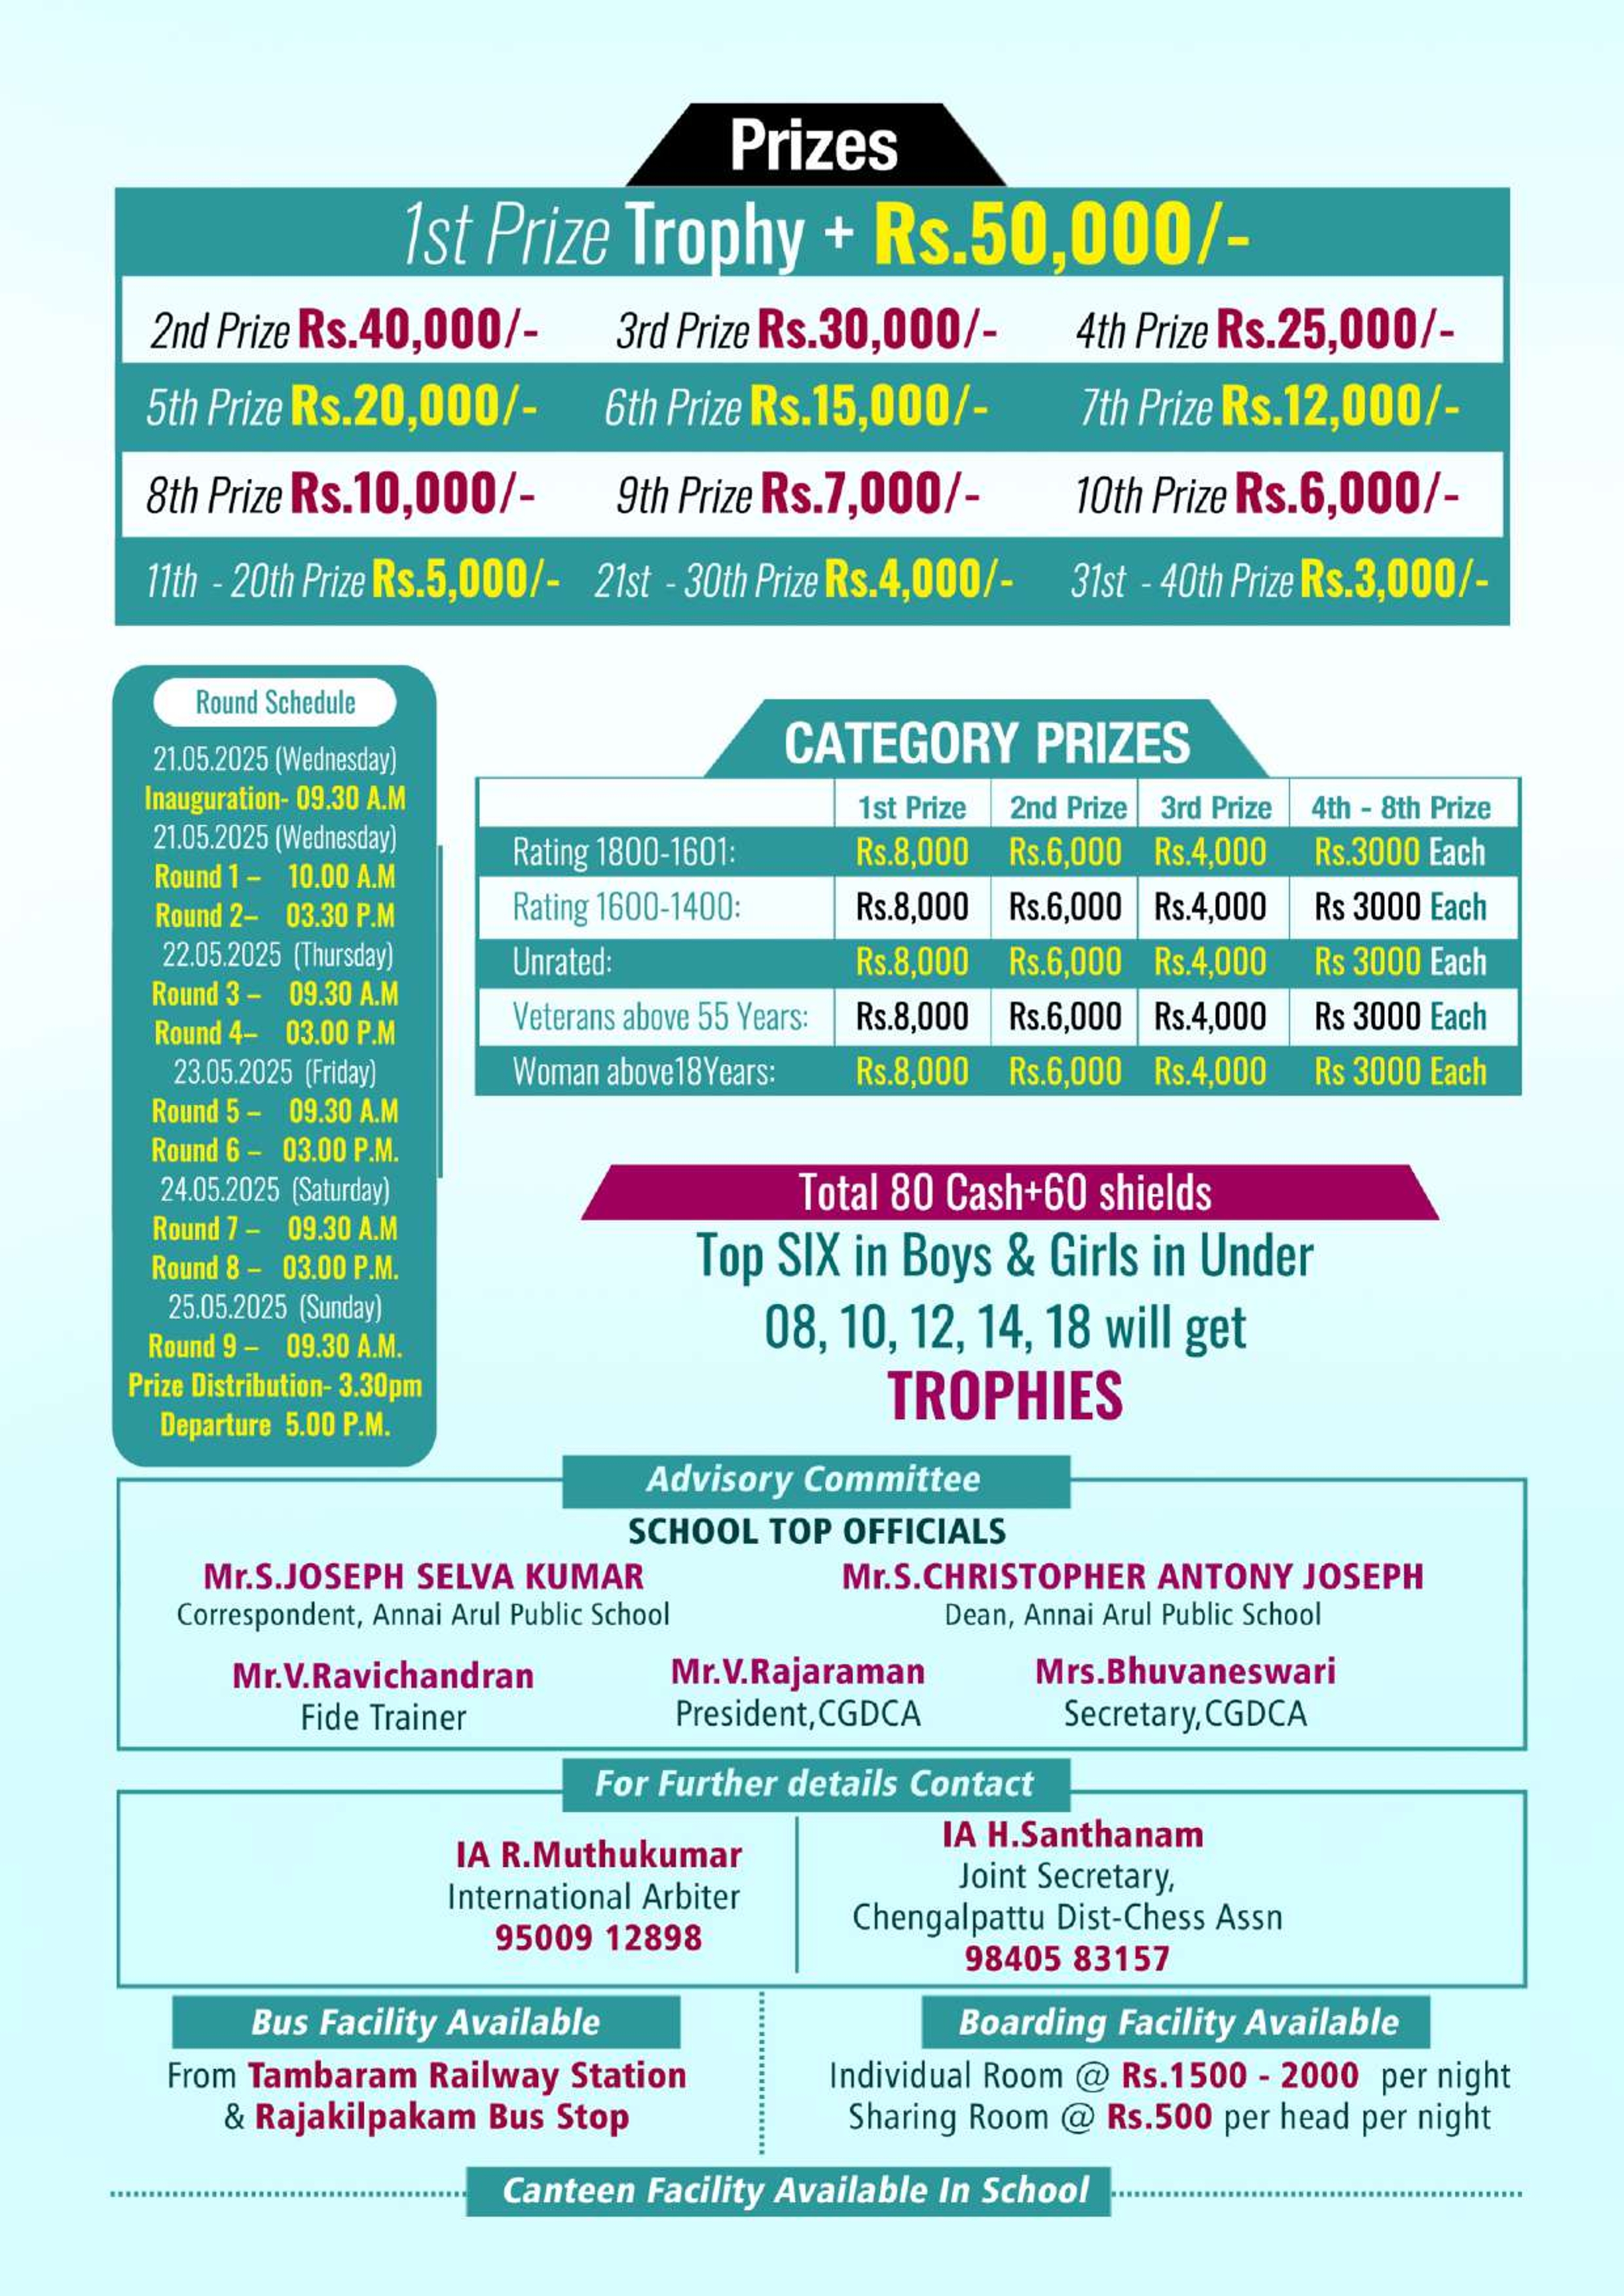 Prizes
1st Prize Trophy + Rs.50,000/-
2nd Prize Rs.40,000/- 3rd Prize Rs.30,000/- 4th Prize Rs.25,000/-
5th Prize Rs.20,000/- 6th Prize Rs.15,000/- 7th Prize Rs.12,000/-
8th Prize Rs.10,000/- 9th Prize Rs.7,000/- 10th Prize Rs.6,000/-
11th - 20th Prize Rs.5,000/- 21st - 30th Prize Rs.4,000/- 31st - 40th Prize Rs.3,000/-
Round Schedule
21.05.2025 (Wednesday)
Inauguration- 09.30 A.M
21.05.2025 (Wednesday)
Round 1 – 10.00 A.M
Round 2– 03.30 P.M
22.05.2025 (Thursday)
Round 3 – 09.30 A.M
Round 4– 03.00 P.M
23.05.2025 (Friday)
Round 5 – 09.30 A.M
Round 6 – 03.00 P.M.
24.05.2025 (Saturday)
Round 7 – 09.30 A.M
Round 8 – 03.00 P.M.
25.05.2025 (Sunday)
Round 9 – 09.30 A.M.
Prize Distribution- 3.30pm
Departure 5.00 P.M.
CATEGORY PRIZES
1st Prize 2nd Prize 3rd Prize 4th - 8th Prize
Rating 1800-1601: Rs.8,000 Rs.6,000 Rs.4,000 Rs.3000 Each
Rating 1600-1400: Rs.8,000 Rs.6,000 Rs.4,000 Rs 3000 Each
Unrated: Rs.8,000 Rs.6,000 Rs.4,000 Rs 3000 Each
Veterans above 55 Years: Rs.8,000 Rs.6,000 Rs.4,000 Rs 3000 Each
Woman above18Years: Rs.8,000 Rs.6,000 Rs.4,000 Rs 3000 Each
Total 80 Cash+60 shields
Top SIX in Boys & Girls in Under
08, 10, 12, 14, 18 will get
TROPHIES
Advisory Committee
SCHOOL TOP OFFICIALS
Mr.S.JOSEPH SELVA KUMAR
Correspondent, Annai Arul Public School
Mr.S.CHRISTOPHER ANTONY JOSEPH
Dean, Annai Arul Public School
Mr.V.Ravichandran
Fide Trainer
Mr.V.Rajaraman
President,CGDCA
Mrs.Bhuvaneswari
Secretary,CGDCA
For Further details Contact
IA R.Muthukumar
International Arbiter
95009 12898
IA H.Santhanam
Joint Secretary,
Chengalpattu Dist-Chess Assn
98405 83157
Bus Facility Available
From Tambaram Railway Station
& Rajakilpakam Bus Stop
Boarding Facility Available
Individual Room @ Rs.1500 - 2000 per night
Sharing Room @ Rs.500 per head per night
Canteen Facility Available In School